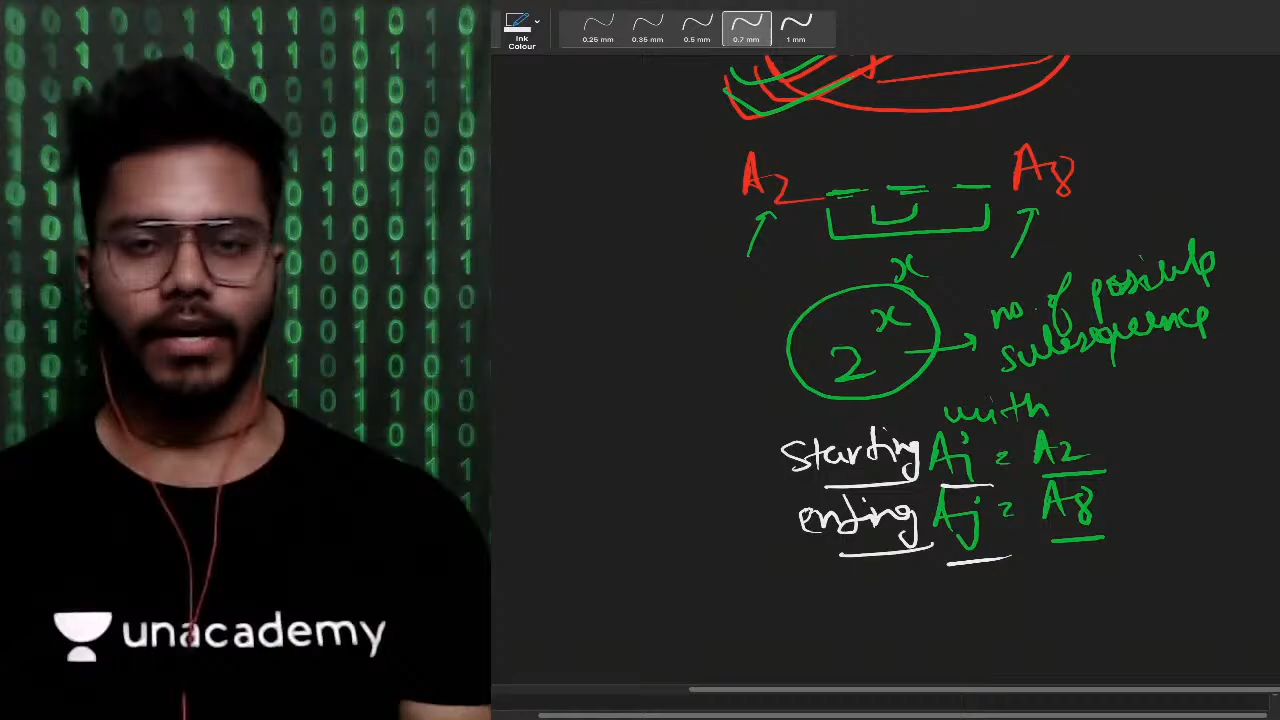 Ink
Colour
0.25 mm 0.35 mm 0.5 mm 0.7 mm 1 mm
A2 A8
x
2^x → no of possible
subsequence
with
Starting Ai = A2
ending Aj = A8
unacademy